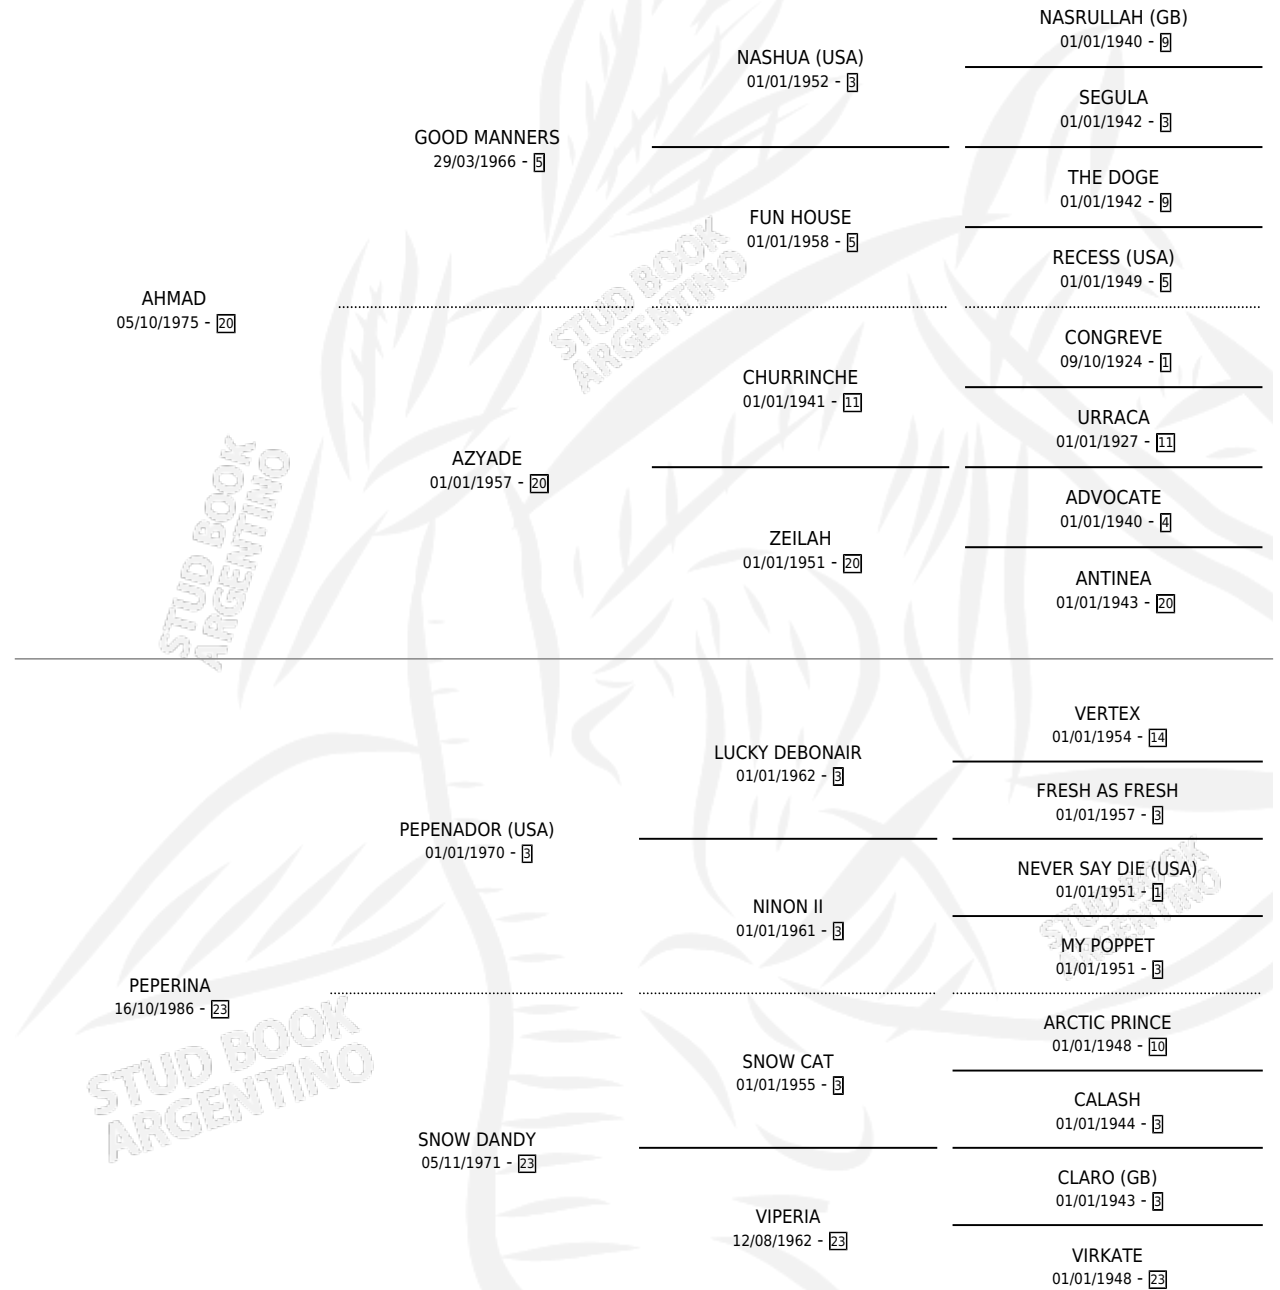 NASRULLAH (GB)
01/01/1940 - 9
NASHUA (USA)
01/01/1952 - 3
SEGULA
01/01/1942 - 3
GOOD MANNERS
29/03/1966 - 5
THE DOGE
01/01/1942 - 9
FUN HOUSE
01/01/1958 - 5
RECESS (USA)
01/01/1949 - 5
AHMAD
05/10/1975 - 20
CONGREVE
09/10/1924 - 1
CHURRINCHE
01/01/1941 - 11
URRACA
01/01/1927 - 11
AZYADE
01/01/1957 - 20
ADVOCATE
01/01/1940 - 4
ZEILAH
01/01/1951 - 20
ANTINEA
01/01/1943 - 20
VERTEX
01/01/1954 - 14
LUCKY DEBONAIR
01/01/1962 - 3
FRESH AS FRESH
01/01/1957 - 3
PEPENADOR (USA)
01/01/1970 - 3
NEVER SAY DIE (USA)
01/01/1951 - 1
NINON II
01/01/1961 - 3
MY POPPET
01/01/1951 - 3
PEPERINA
16/10/1986 - 23
ARCTIC PRINCE
01/01/1948 - 10
SNOW CAT
01/01/1955 - 3
CALASH
01/01/1944 - 3
SNOW DANDY
05/11/1971 - 23
CLARO (GB)
01/01/1943 - 3
VIPERIA
12/08/1962 - 23
VIRKATE
01/01/1948 - 23
STUD BOOK
ARGENTINO
STUD BOOK
ARGENTINO
STUD BOOK
ARGENTINO
STUD BOOK
ARGENTINO